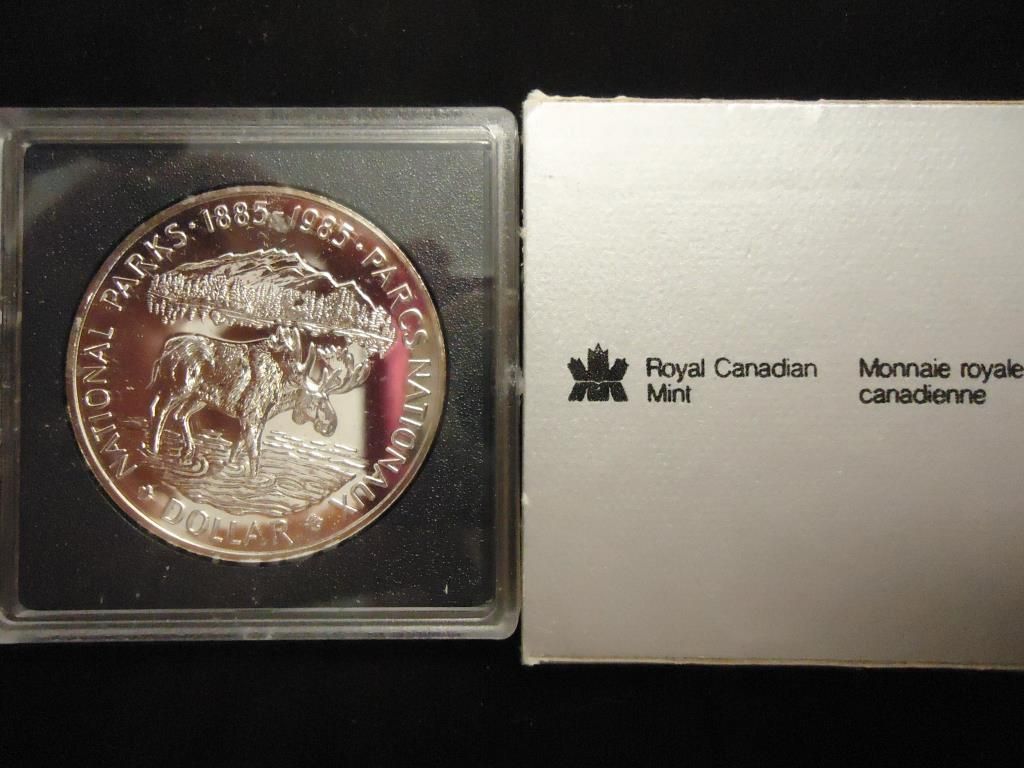 NATIONAL PARKS · 1885-1985 · PARCS NATIONAUX
DOLLAR
Royal Canadian
Mint
Monnaie royale
canadienne